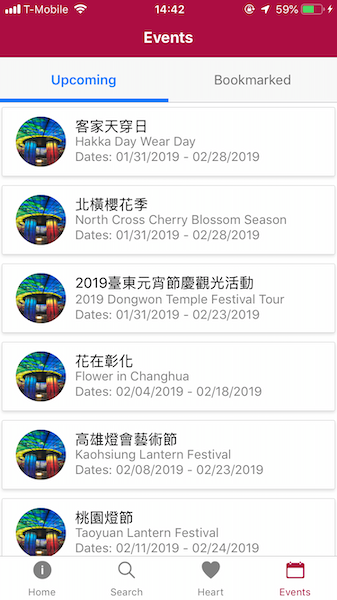 T-Mobile 14:42 59%
Events
Upcoming Bookmarked
客家天穿日
Hakka Day Wear Day
Dates: 01/31/2019 - 02/28/2019
北橫櫻花季
North Cross Cherry Blossom Season
Dates: 01/31/2019 - 02/28/2019
2019臺東元宵節慶觀光活動
2019 Dongwon Temple Festival Tour
Dates: 01/31/2019 - 02/23/2019
花在彰化
Flower in Changhua
Dates: 02/04/2019 - 02/18/2019
高雄燈會藝術節
Kaohsiung Lantern Festival
Dates: 02/08/2019 - 02/23/2019
桃園燈節
Taoyuan Lantern Festival
Dates: 02/11/2019 - 02/24/2019
Home Search Heart Events